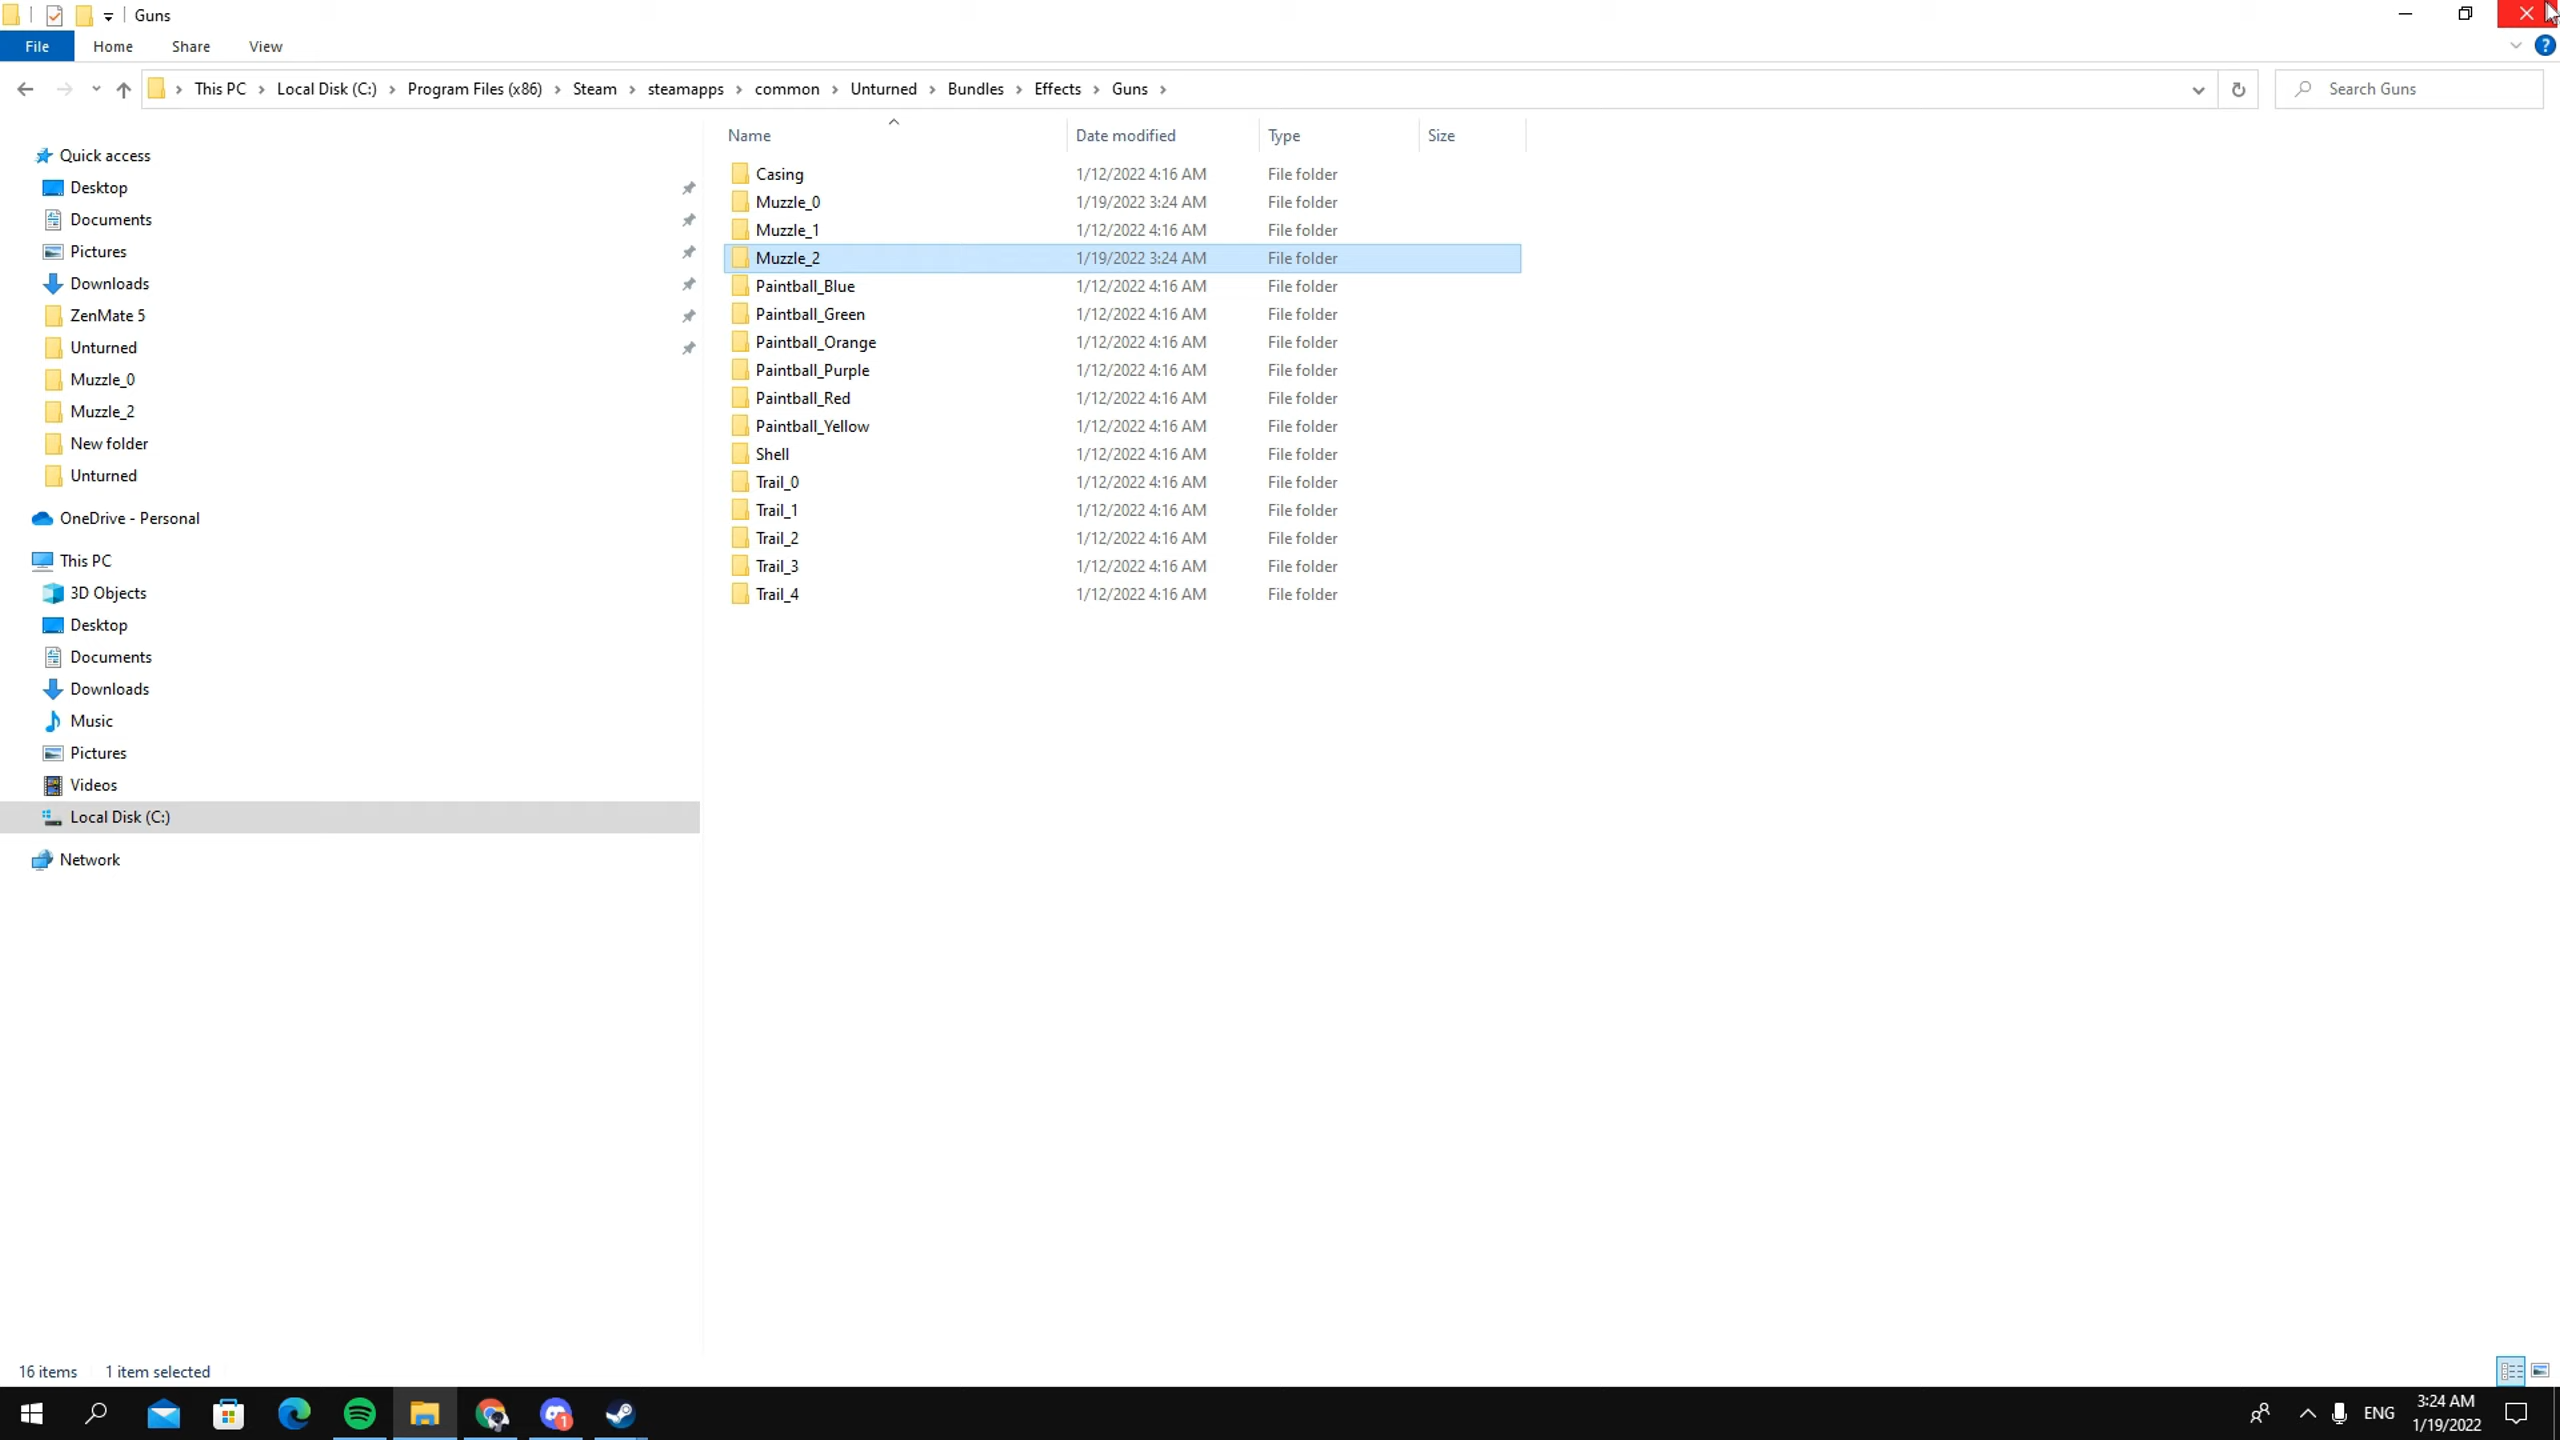 Guns
File Home Share View
This PC Local Disk (C:) Program Files (x86) Steam steamapps common Unturned Bundles Effects Guns
Search Guns
Quick access
Desktop
Documents
Pictures
Downloads
ZenMate 5
Unturned
Muzzle_0
Muzzle_2
New folder
Unturned
OneDrive - Personal
This PC
3D Objects
Desktop
Documents
Downloads
Music
Pictures
Videos
Local Disk (C:)
Network
Name Date modified Type Size
Casing 1/12/2022 4:16 AM File folder
Muzzle_0 1/19/2022 3:24 AM File folder
Muzzle_1 1/12/2022 4:16 AM File folder
Muzzle_2 1/19/2022 3:24 AM File folder
Paintball_Blue 1/12/2022 4:16 AM File folder
Paintball_Green 1/12/2022 4:16 AM File folder
Paintball_Orange 1/12/2022 4:16 AM File folder
Paintball_Purple 1/12/2022 4:16 AM File folder
Paintball_Red 1/12/2022 4:16 AM File folder
Paintball_Yellow 1/12/2022 4:16 AM File folder
Shell 1/12/2022 4:16 AM File folder
Trail_0 1/12/2022 4:16 AM File folder
Trail_1 1/12/2022 4:16 AM File folder
Trail_2 1/12/2022 4:16 AM File folder
Trail_3 1/12/2022 4:16 AM File folder
Trail_4 1/12/2022 4:16 AM File folder
16 items 1 item selected
1
ENG
3:24 AM
1/19/2022